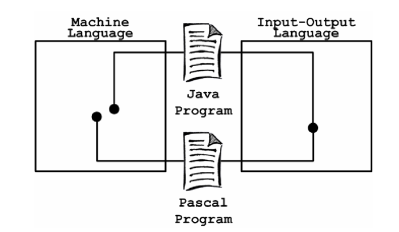 Machine
Language
Input-Output
Language
Java
Program
Pascal
Program